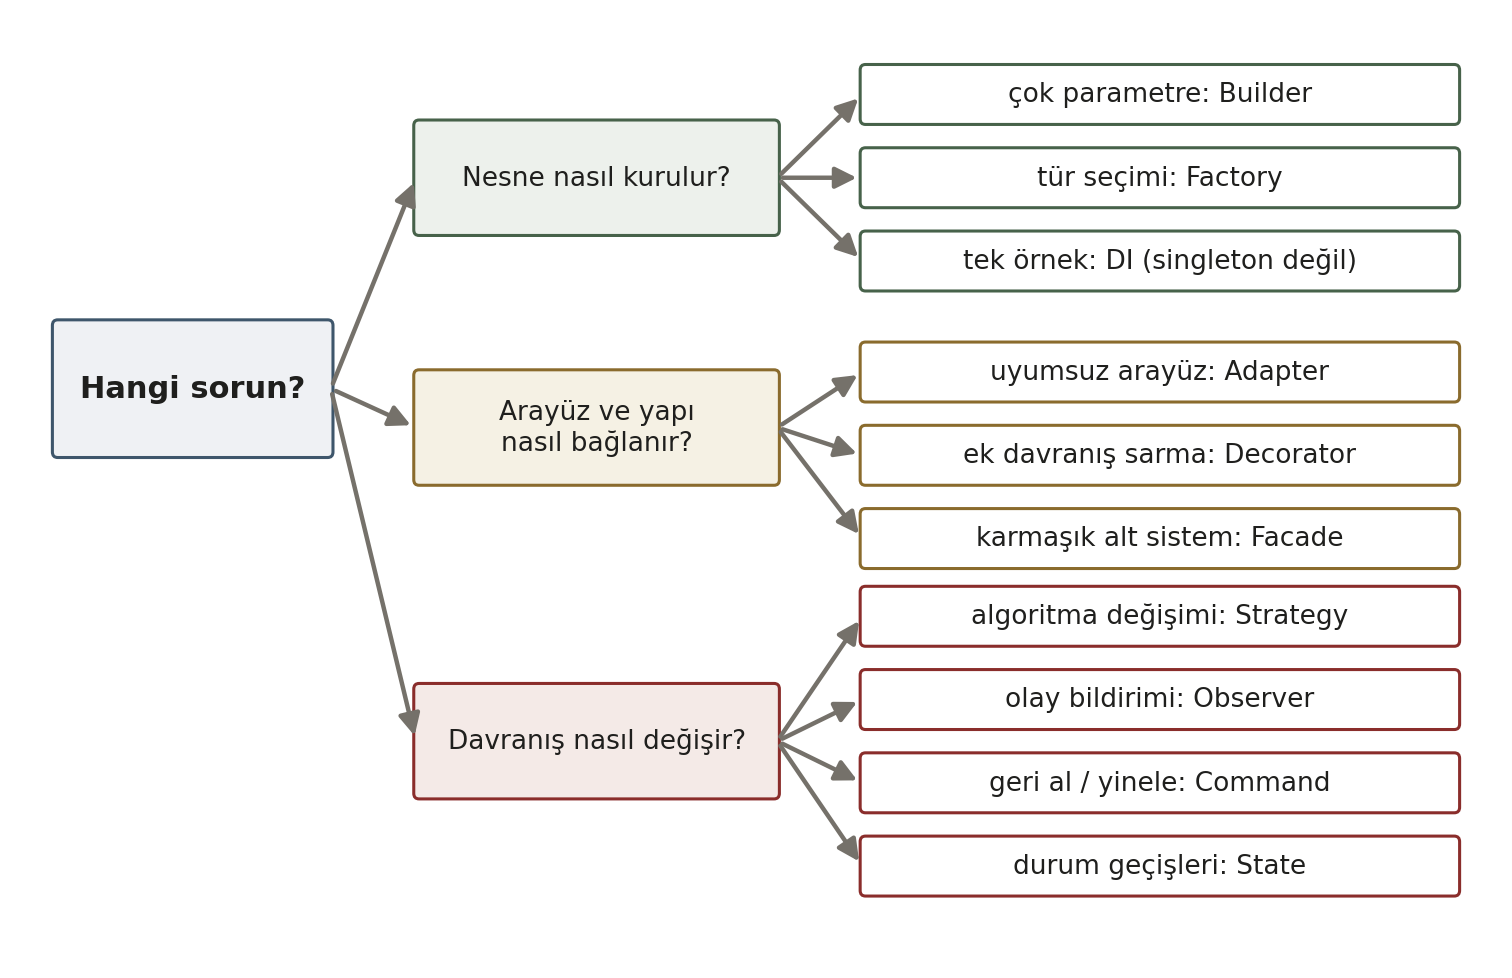 Hangi sorun?
Nesne nasıl kurulur?
çok parametre: Builder
tür seçimi: Factory
tek örnek: DI (singleton değil)
Arayüz ve yapı
nasıl bağlanır?
uyumsuz arayüz: Adapter
ek davranış sarma: Decorator
karmaşık alt sistem: Facade
Davranış nasıl değişir?
algoritma değişimi: Strategy
olay bildirimi: Observer
geri al / yinele: Command
durum geçişleri: State